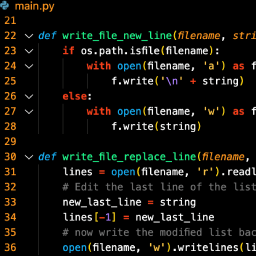 main.py
21
22 def write_file_new_line(filename, stri
23 if os.path.isfile(filename):
24 with open(filename, 'a') as f
25 f.write('\n' + string)
26 else:
27 with open(filename, 'w') as f
28 f.write(string)
29
30 def write_file_replace_line(filename,
31 lines = open(filename, 'r').readl
32 # Edit the last line of the list
33 new_last_line = string
34 lines[-1] = new_last_line
35 # now write the modified list bac
36 open(filename, 'w').writelines(li